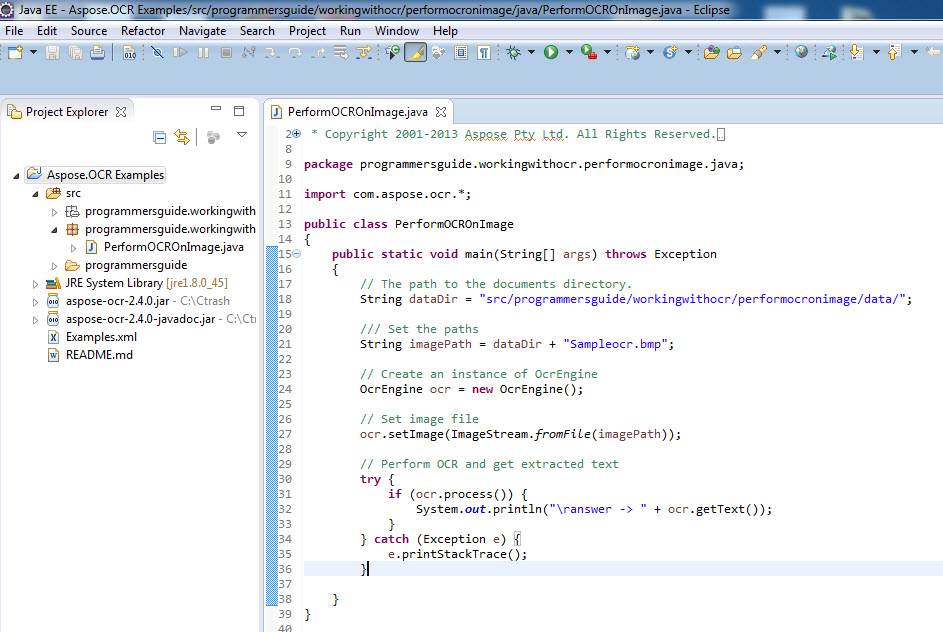 Java EE - Aspose.OCR Examples/src/programmersguide/workingwithocr/performocronimage/java/PerformOCROnImage.java - Eclipse
File Edit Source Refactor Navigate Search Project Run Window Help
Project Explorer
Aspose.OCR Examples
src
programmersguide.workingwith
programmersguide.workingwith
PerformOCROnImage.java
programmersguide
JRE System Library [jre1.8.0_45]
aspose-ocr-2.4.0.jar - C:\Ctrash
aspose-ocr-2.4.0-javadoc.jar - C:\Ctr
Examples.xml
README.md
PerformOCROnImage.java
2 * Copyright 2001-2013 Aspose Pty Ltd. All Rights Reserved.
8
9 package programmersguide.workingwithocr.performocronimage.java;
10
11 import com.aspose.ocr.*;
12
13 public class PerformOCROnImage
14 {
15 public static void main(String[] args) throws Exception
16 {
17 // The path to the documents directory.
18 String dataDir = "src/programmersguide/workingwithocr/performocronimage/data/";
19
20 /// Set the paths
21 String imagePath = dataDir + "Sampleocr.bmp";
22
23 // Create an instance of OcrEngine
24 OcrEngine ocr = new OcrEngine();
25
26 // Set image file
27 ocr.setImage(ImageStream.fromFile(imagePath));
28
29 // Perform OCR and get extracted text
30 try {
31 if (ocr.process()) {
32 System.out.println("\ranswer -> " + ocr.getText());
33 }
34 } catch (Exception e) {
35 e.printStackTrace();
36 }
37
38 }
39 }
40